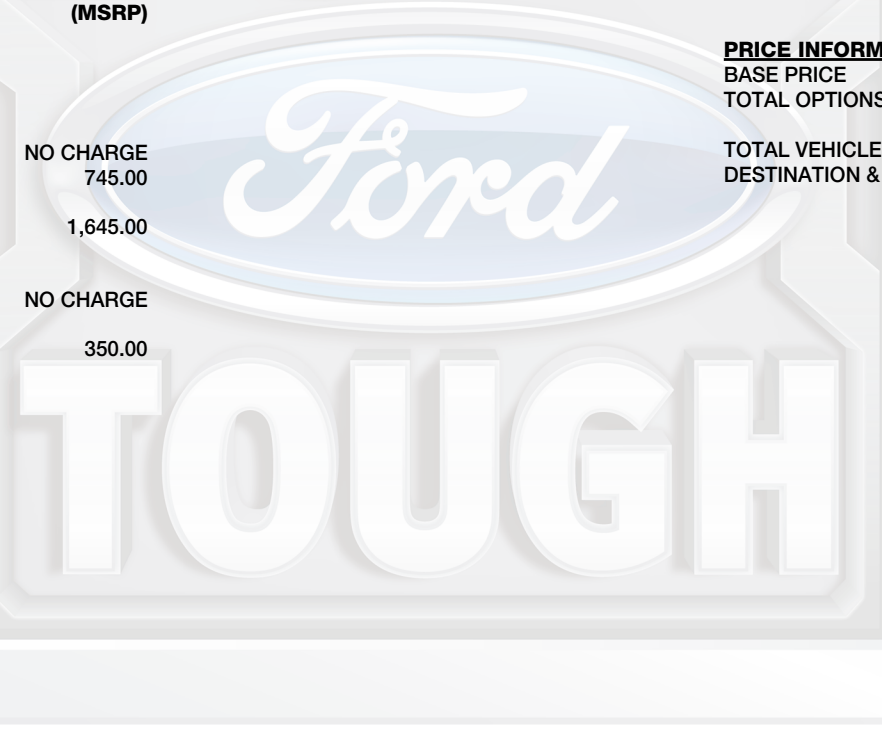 (MSRP)
NO CHARGE
745.00
1,645.00
NO CHARGE
350.00
PRICE INFORM
BASE PRICE
TOTAL OPTIONS
TOTAL VEHICLE
DESTINATION &
Ford
TOUGH